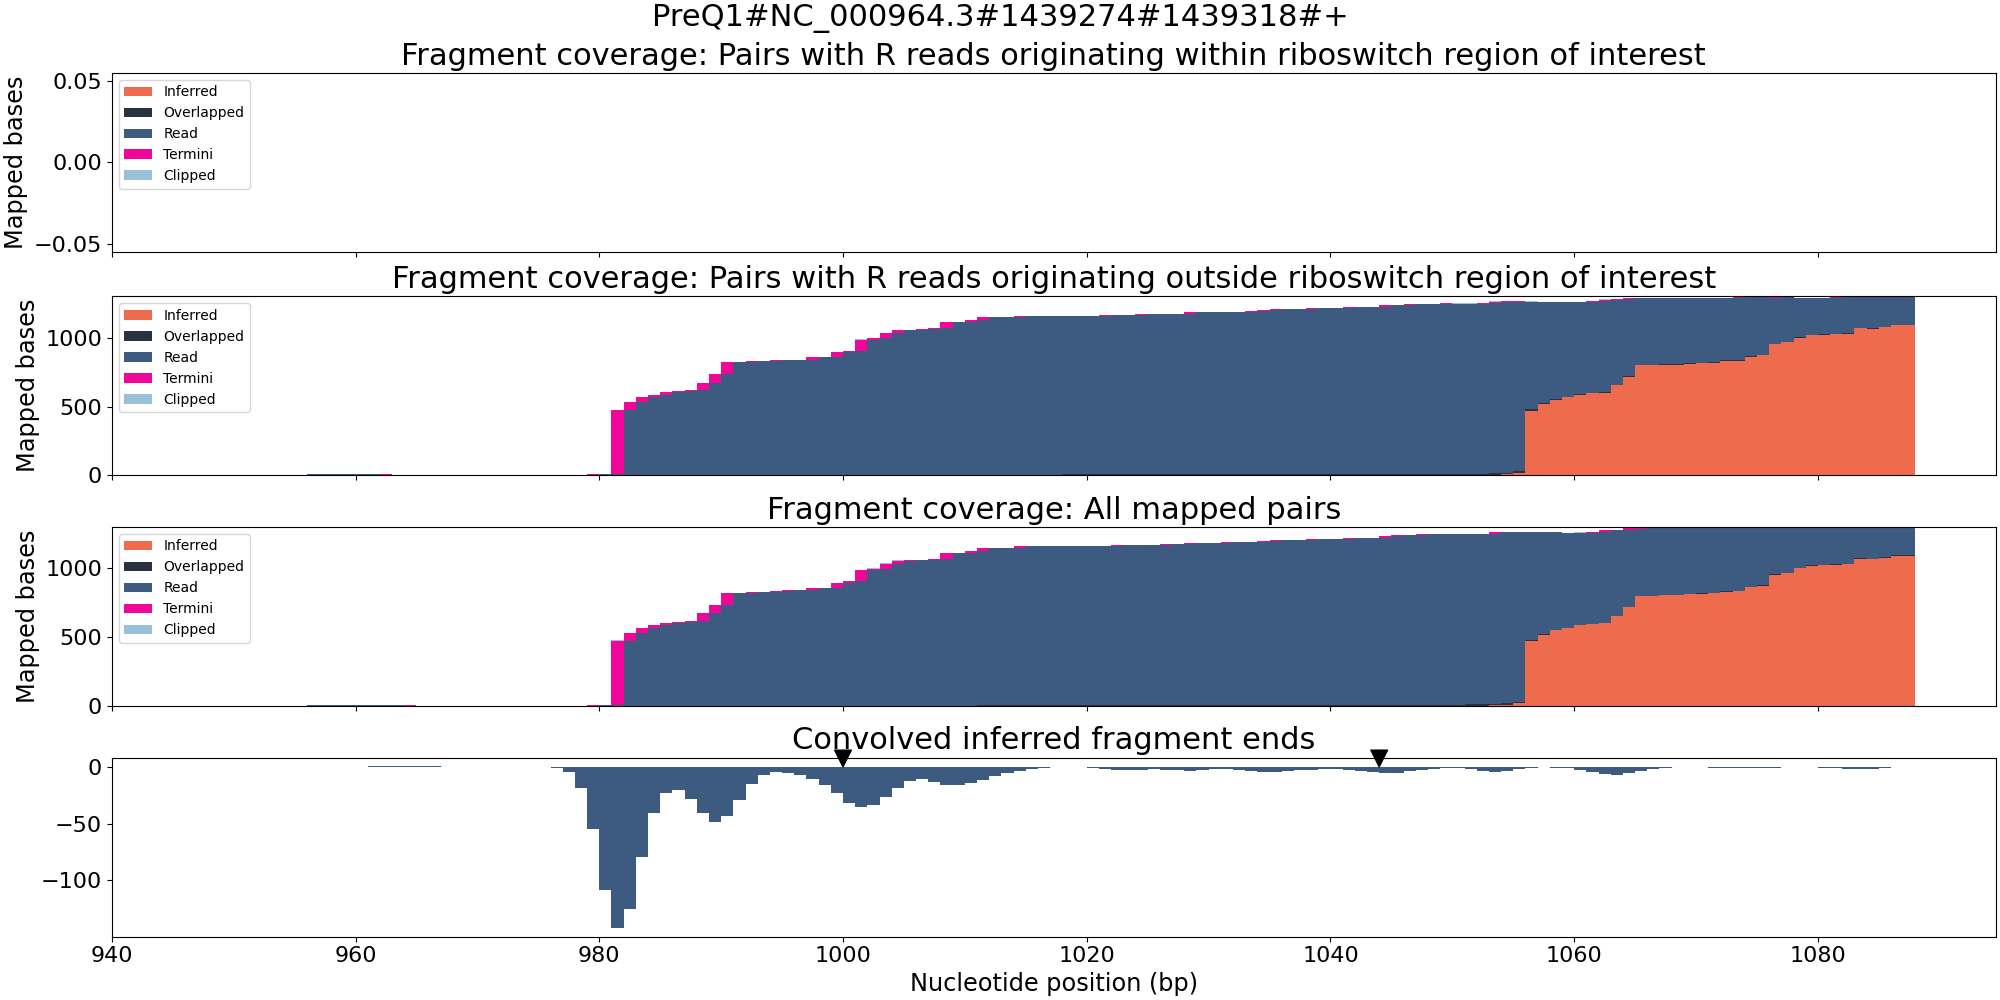 PreQ1#NC_000964.3#1439274#1439318#+
Fragment coverage: Pairs with R reads originating within riboswitch region of interest
Mapped bases
0.05
0.00
−0.05
Inferred
Overlapped
Read
Termini
Clipped
Fragment coverage: Pairs with R reads originating outside riboswitch region of interest
Mapped bases
1000
500
0
Inferred
Overlapped
Read
Termini
Clipped
Fragment coverage: All mapped pairs
Mapped bases
1000
500
0
Inferred
Overlapped
Read
Termini
Clipped
Convolved inferred fragment ends
0
−50
−100
940 960 980 1000 1020 1040 1060 1080
Nucleotide position (bp)